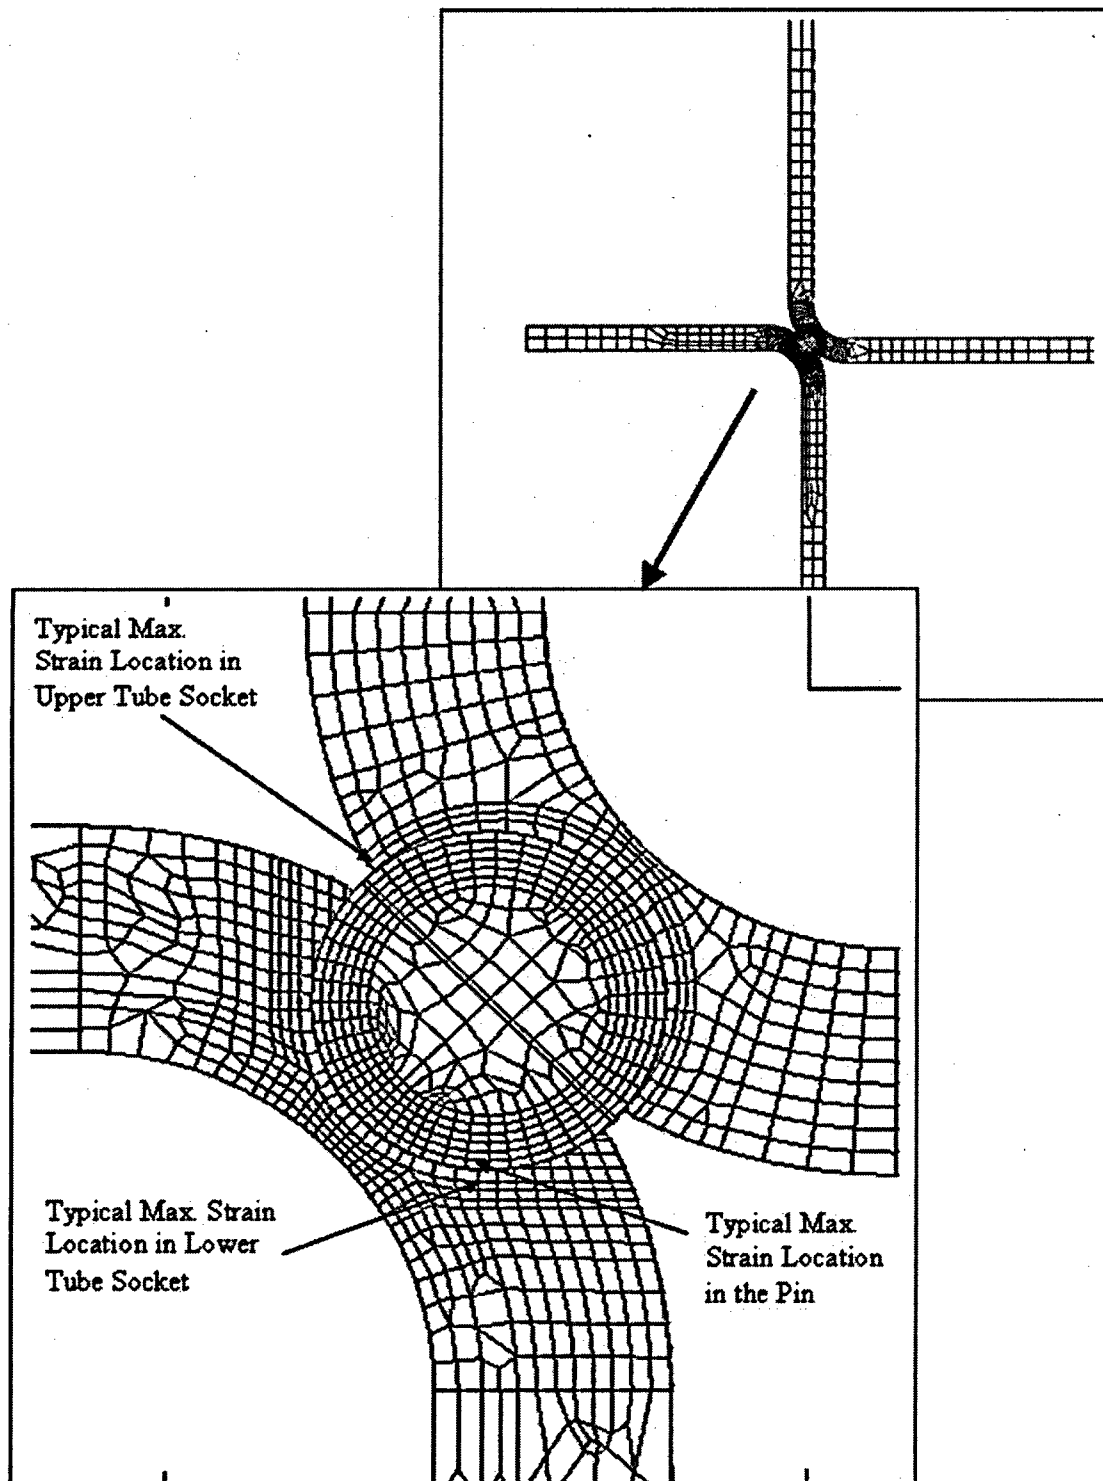 Typical Max.
Strain Location in
Upper Tube Socket
Typical Max. Strain
Location in Lower
Tube Socket
Typical Max.
Strain Location
in the Pin